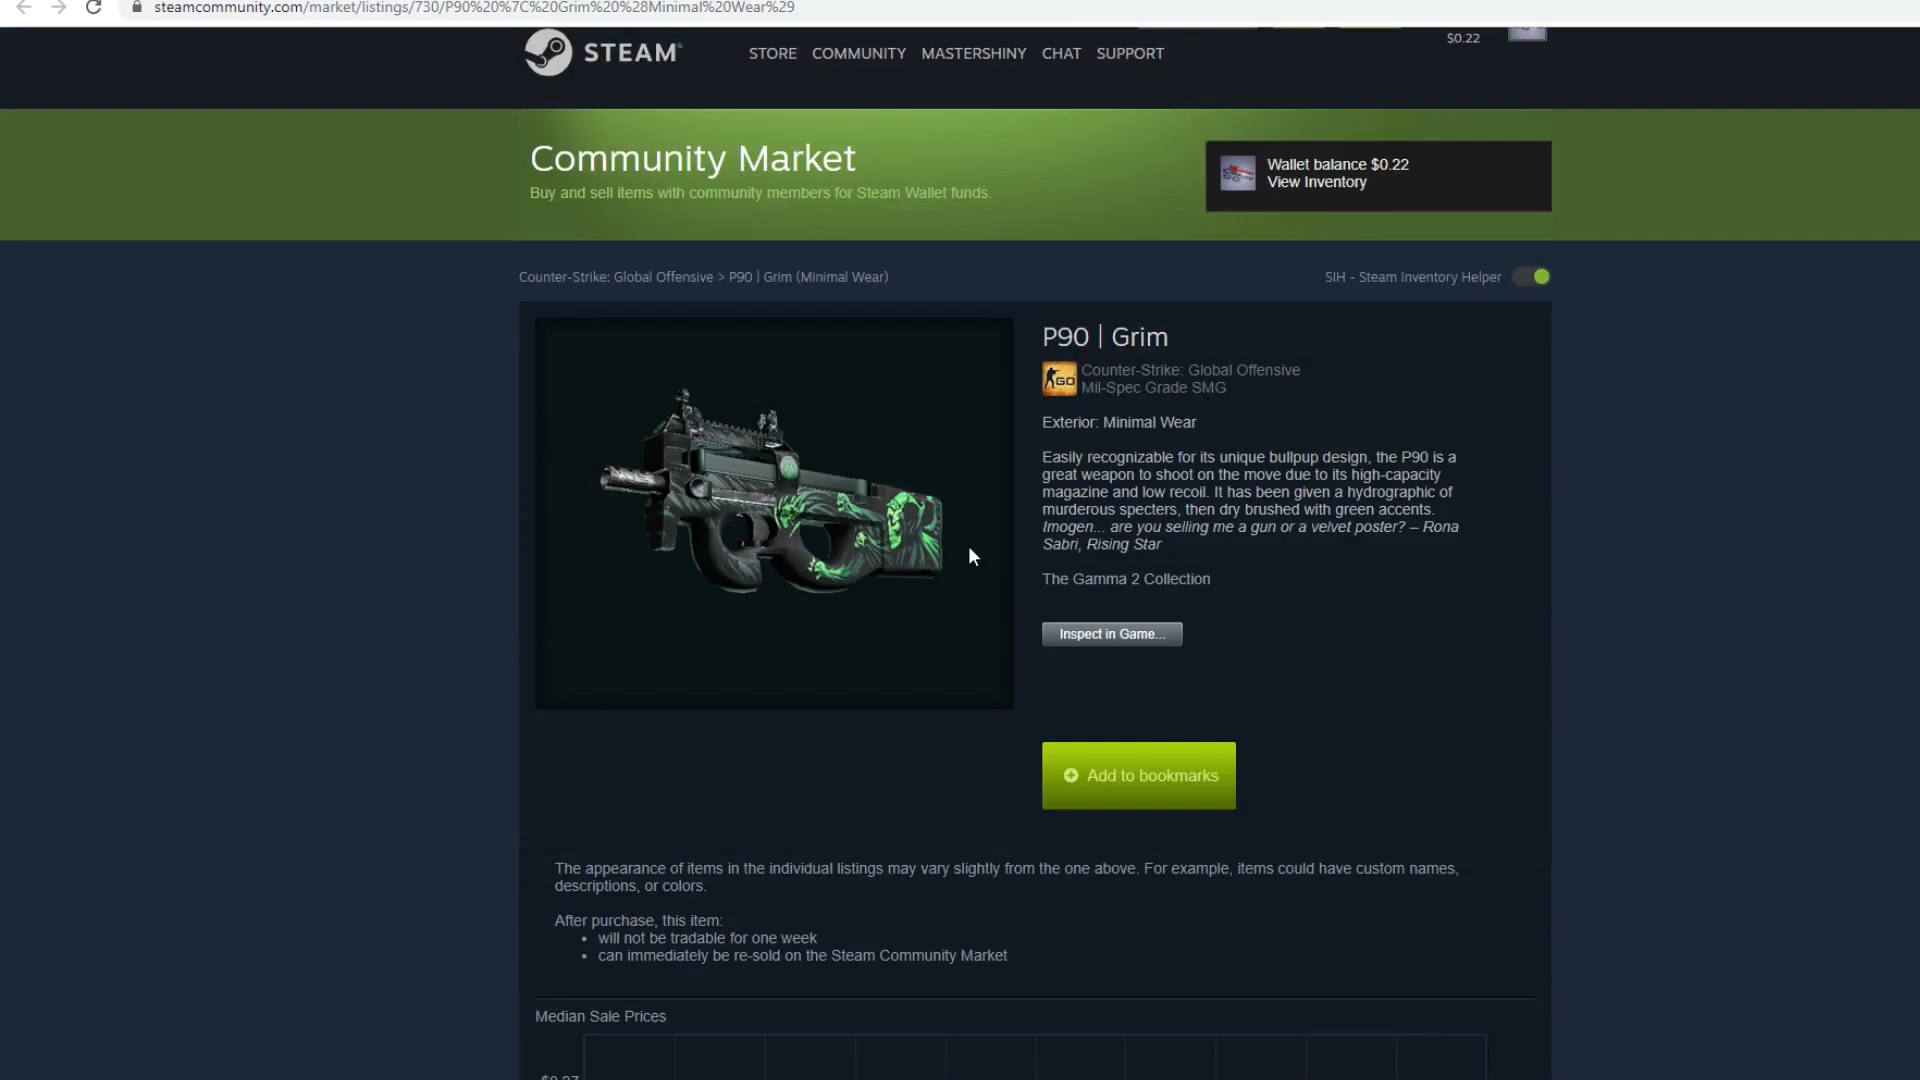 steamcommunity.com/market/listings/730/P90%20%7C%20Grim%20%28Minimal%20Wear%29
STEAM
STORE COMMUNITY MASTERSHINY CHAT SUPPORT
$0.22
Community Market
Buy and sell items with community members for Steam Wallet funds.
Wallet balance $0.22
View Inventory
Counter-Strike: Global Offensive > P90 | Grim (Minimal Wear)
SIH - Steam Inventory Helper
P90 | Grim
GO
Counter-Strike: Global Offensive
Mil-Spec Grade SMG
Exterior: Minimal Wear
Easily recognizable for its unique bullpup design, the P90 is a
great weapon to shoot on the move due to its high-capacity
magazine and low recoil. It has been given a hydrographic of
murderous specters, then dry brushed with green accents.
Imogen... are you selling me a gun or a velvet poster? – Rona
Sabri, Rising Star
The Gamma 2 Collection
Inspect in Game...
Add to bookmarks
The appearance of items in the individual listings may vary slightly from the one above. For example, items could have custom names,
descriptions, or colors.
After purchase, this item:
• will not be tradable for one week
• can immediately be re-sold on the Steam Community Market
Median Sale Prices